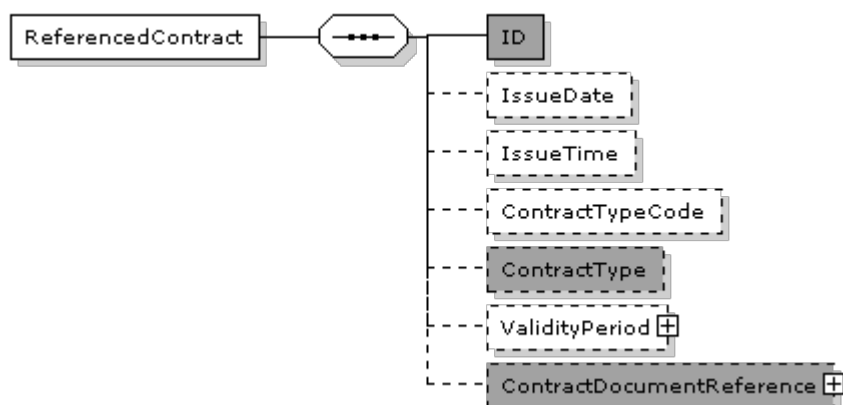 ReferencedContract
ID
IssueDate
IssueTime
ContractTypeCode
ContractType
ValidityPeriod
ContractDocumentReference